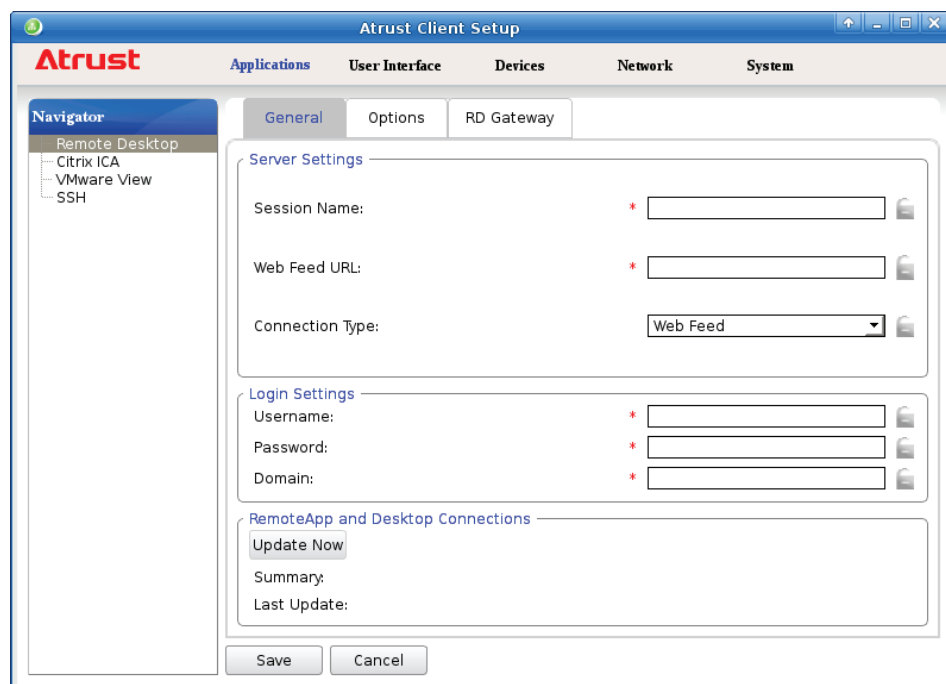 Atrust Client Setup
Atrust
Applications User Interface Devices Network System
Navigator
Remote Desktop
Citrix ICA
VMware View
SSH
General Options RD Gateway
Server Settings
Session Name: *
Web Feed URL: *
Connection Type: Web Feed
Login Settings
Username: *
Password: *
Domain: *
RemoteApp and Desktop Connections
Update Now
Summary:
Last Update:
Save Cancel